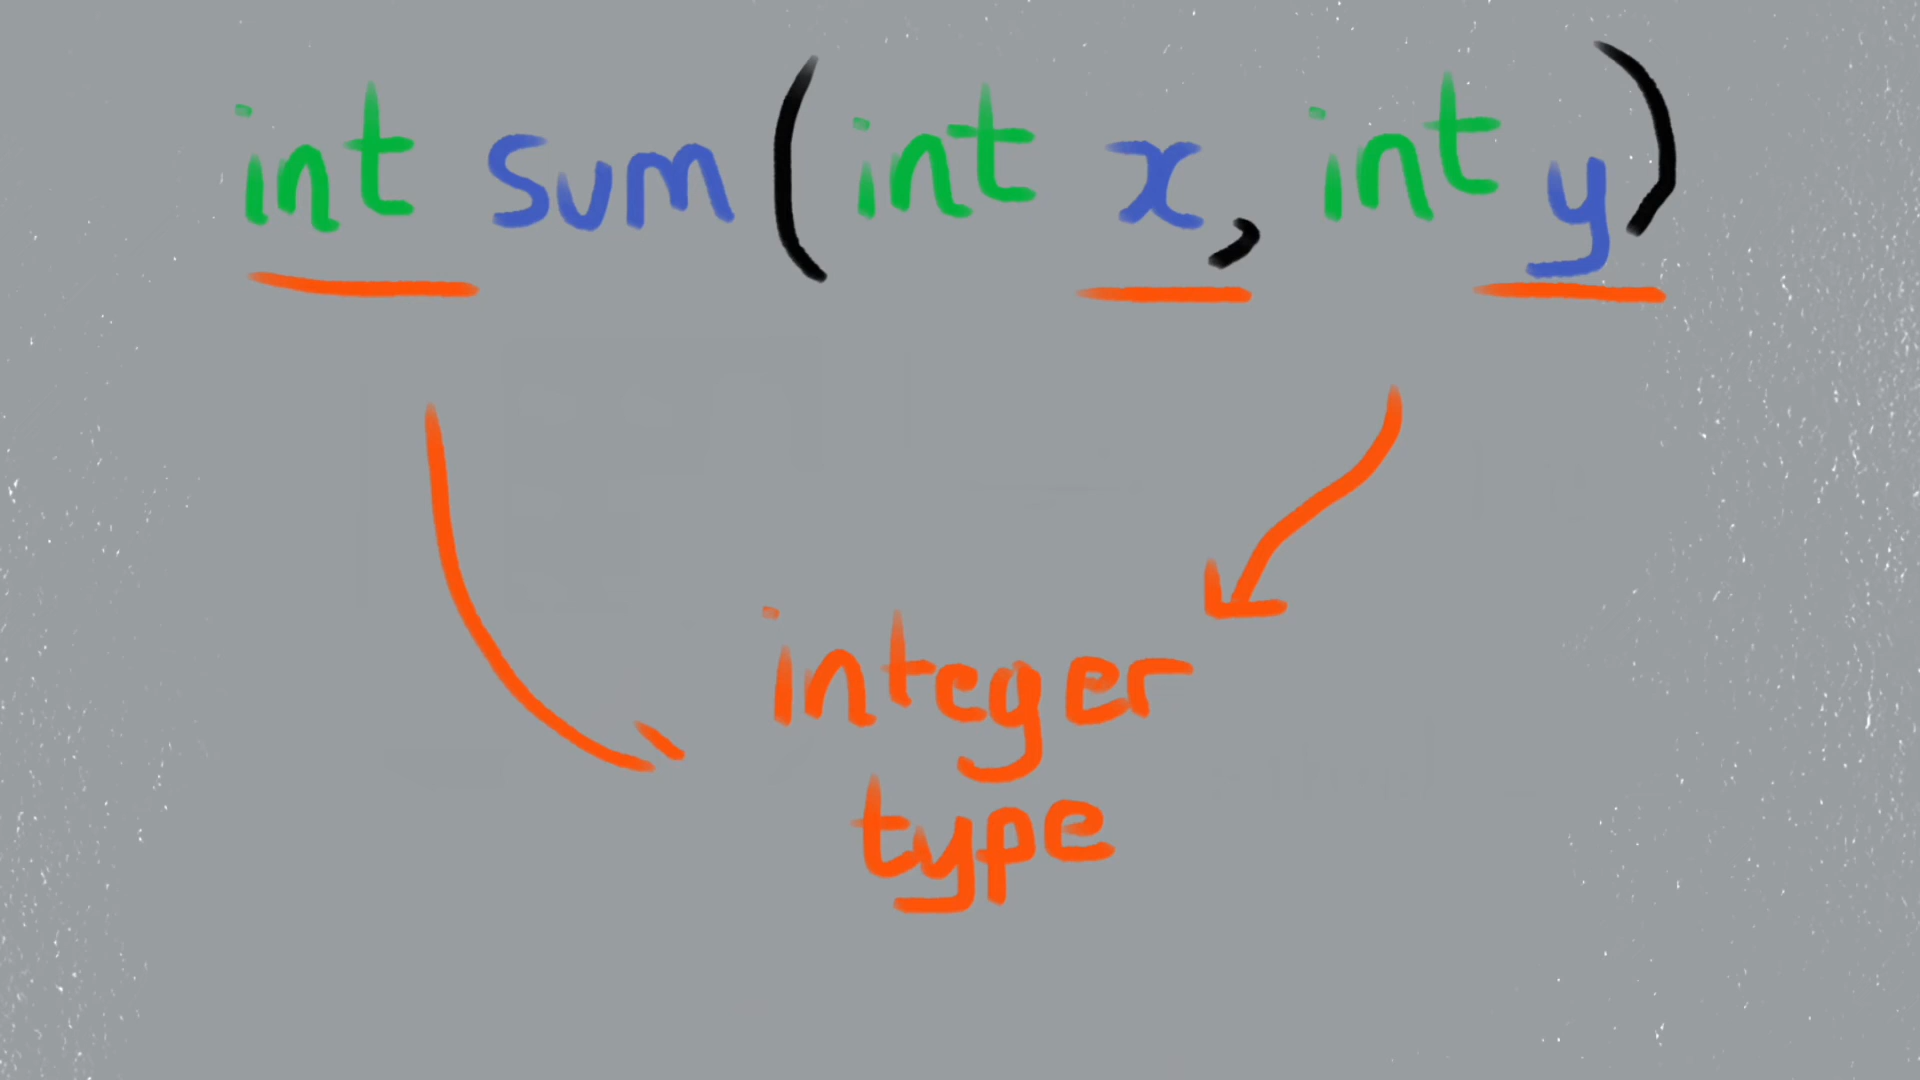 int sum(int x, int y)
integer
type